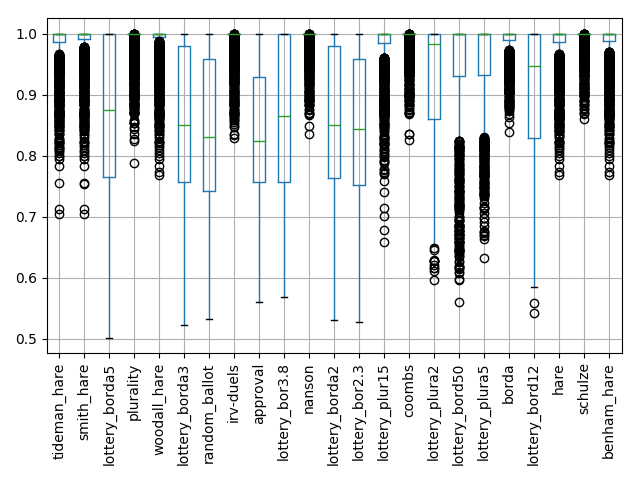 1.0
0.9
0.8
0.7
0.6
0.5
tideman_hare
smith_hare
lottery_borda5
plurality
woodall_hare
lottery_borda3
random_ballot
irv-duels
approval
lottery_bor3.8
nanson
lottery_borda2
lottery_bor2.3
lottery_plur15
coombs
lottery_plura2
lottery_bord50
lottery_plura5
borda
lottery_bord12
hare
schulze
benham_hare